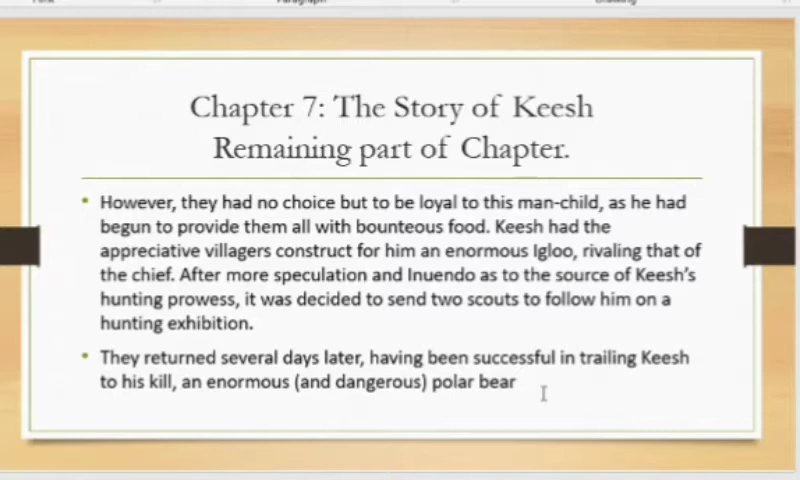 Chapter 7: The Story of Keesh
Remaining part of Chapter.
• However, they had no choice but to be loyal to this man-child, as he had
begun to provide them all with bounteous food. Keesh had the
appreciative villagers construct for him an enormous Igloo, rivaling that of
the chief. After more speculation and Inuendo as to the source of Keesh's
hunting prowess, it was decided to send two scouts to follow him on a
hunting exhibition.
• They returned several days later, having been successful in trailing Keesh
to his kill, an enormous (and dangerous) polar bear